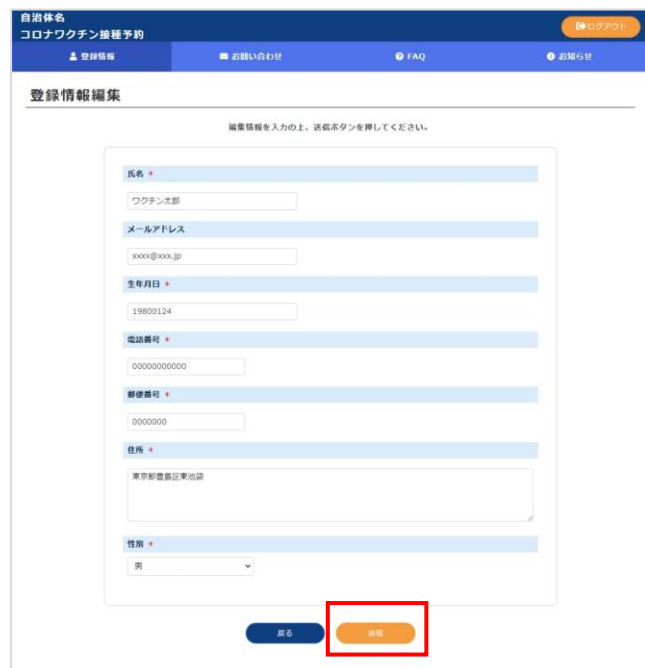 自治体名
コロナワクチン接種予約
ログアウト
登録情報 お問い合わせ FAQ お知らせ
登録情報編集
編集情報を入力の上、送信ボタンを押してください。
氏名 *
ワクチン太郎
メールアドレス
xxxx@xxx.jp
生年月日 *
19800124
電話番号 *
00000000000
郵便番号 *
0000000
住所 *
東京都豊島区東池袋
性別 *
男
戻る 送信